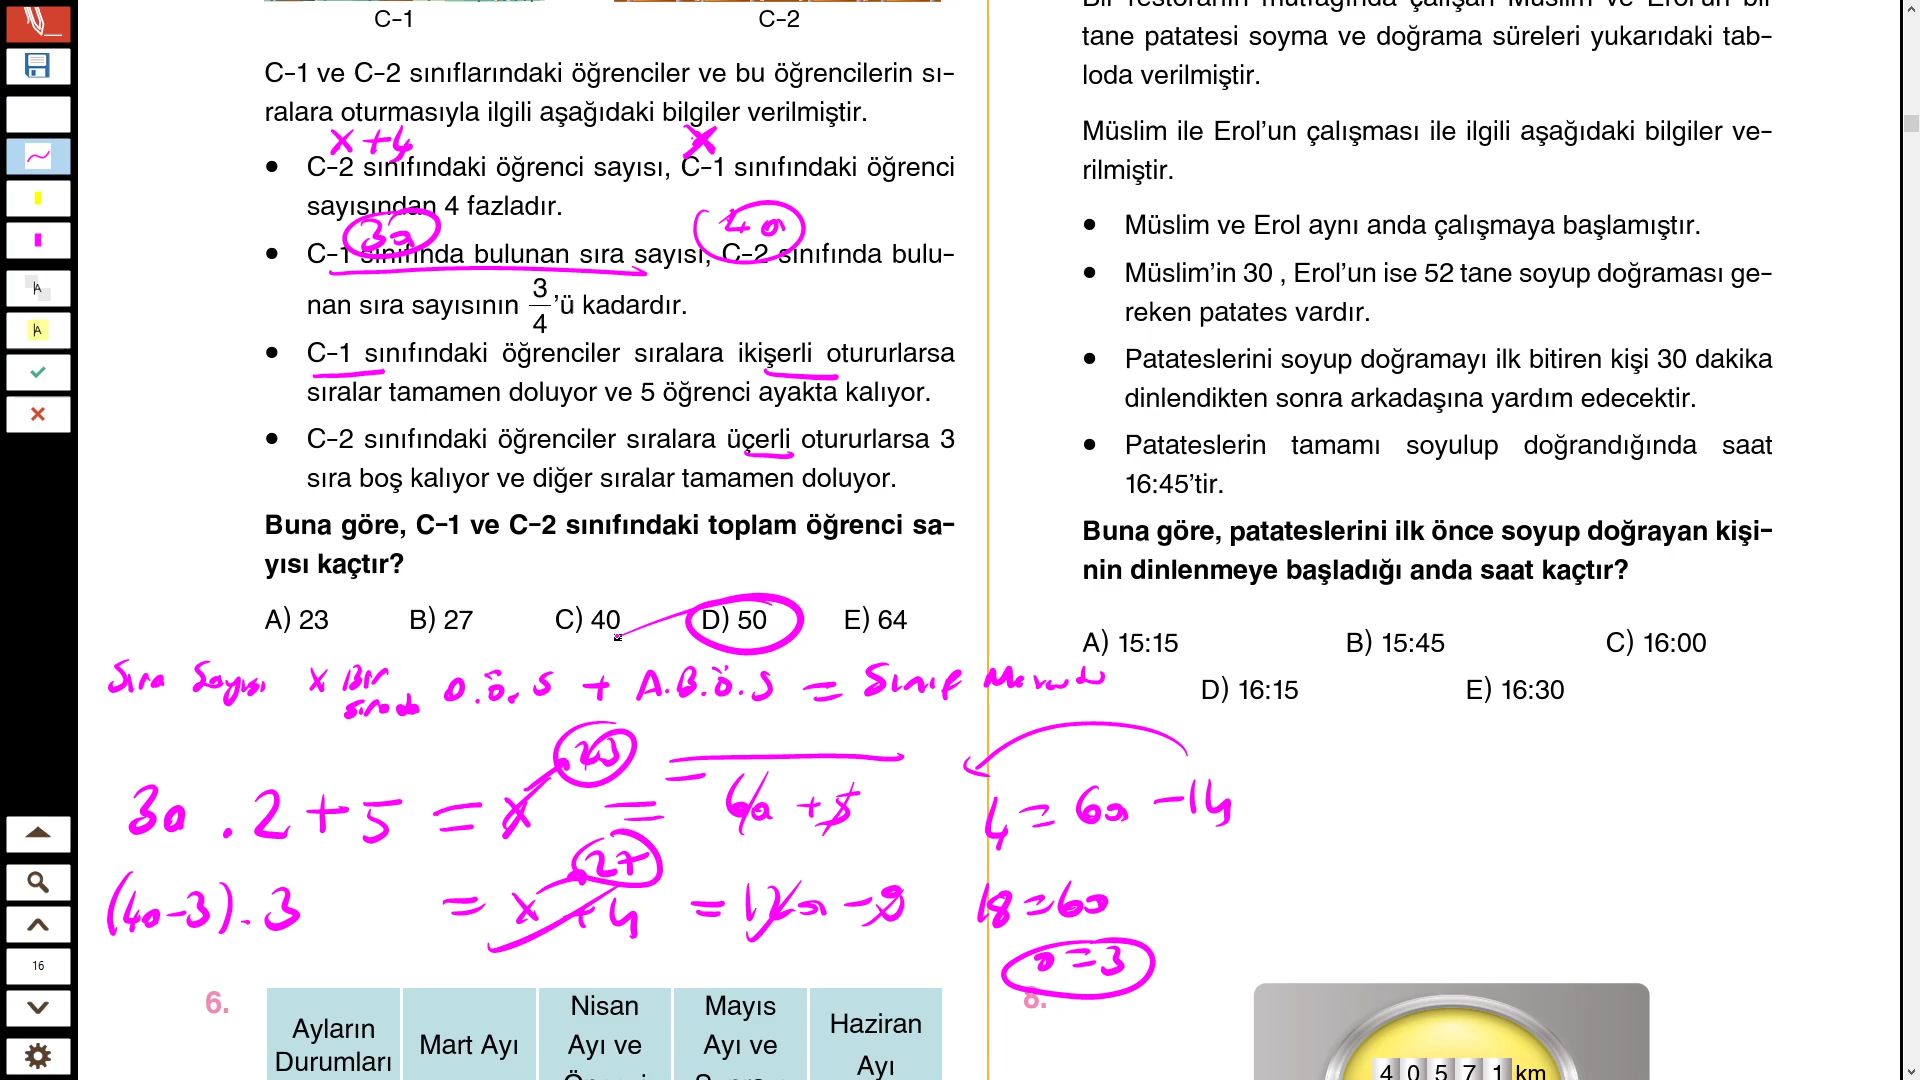 C-1
C-2
C-1 ve C-2 sınıflarındaki öğrenciler ve bu öğrencilerin sı-
ralara oturmasıyla ilgili aşağıdaki bilgiler verilmiştir.
x+4 x
• C-2 sınıfındaki öğrenci sayısı, C-1 sınıfındaki öğrenci
sayısından 4 fazladır.
3a 4a
• C-1 sınıfında bulunan sıra sayısı, C-2 sınıfında bulu-
nan sıra sayısının 3/4'ü kadardır.
• C-1 sınıfındaki öğrenciler sıralara ikişerli otururlarsa
sıralar tamamen doluyor ve 5 öğrenci ayakta kalıyor.
• C-2 sınıfındaki öğrenciler sıralara üçerli otururlarsa 3
sıra boş kalıyor ve diğer sıralar tamamen doluyor.
Buna göre, C-1 ve C-2 sınıfındaki toplam öğrenci sa-
yısı kaçtır?
A) 23 B) 27 C) 40 D) 50 E) 64
Sıra Sayısı x Bir sırada O.Ö.S + A.B.Ö.S = Sınıf Mevcudu
23
3a . 2 + 5 = x = 6a + 5
27
(4a-3) . 3 = x + 4 = 12a - 9
4 = 6a - 14
18 = 6a
a = 3
6.
Ayların
Durumları
Mart Ayı
Nisan
Ayı ve
Mayıs
Ayı ve
Haziran
Ayı
tane patatesi soyma ve doğrama süreleri yukarıdaki tab-
loda verilmiştir.
Müslim ile Erol'un çalışması ile ilgili aşağıdaki bilgiler ve-
rilmiştir.
• Müslim ve Erol aynı anda çalışmaya başlamıştır.
• Müslim'in 30 , Erol'un ise 52 tane soyup doğraması ge-
reken patates vardır.
• Patateslerini soyup doğramayı ilk bitiren kişi 30 dakika
dinlendikten sonra arkadaşına yardım edecektir.
• Patateslerin tamamı soyulup doğrandığında saat
16:45'tir.
Buna göre, patateslerini ilk önce soyup doğrayan kişi-
nin dinlenmeye başladığı anda saat kaçtır?
A) 15:15 B) 15:45 C) 16:00
D) 16:15 E) 16:30
8.
4 0 5 7 1 km
A
A
16